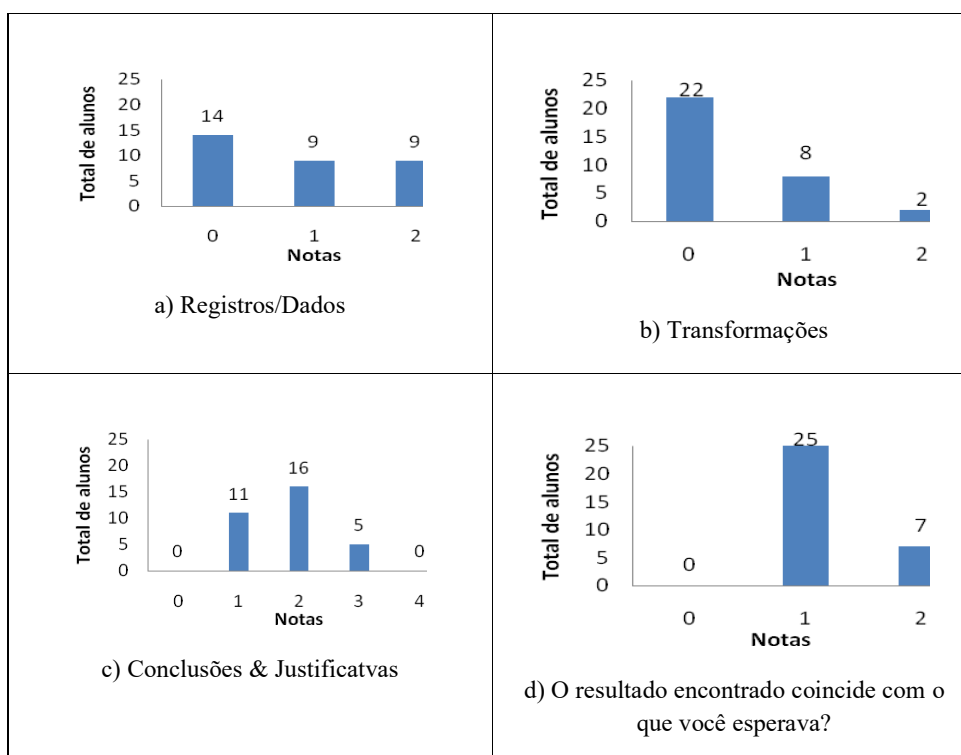 Total de alunos
25
20
15
10
5
0
14
9
9
0 1 2
Notas
a) Registros/Dados
Total de alunos
25
20
15
10
5
0
22
8
2
0 1 2
Notas
b) Transformações
Total de alunos
25
20
15
10
5
0
0
11
16
5
0
0 1 2 3 4
Notas
c) Conclusões & Justificatvas
Total de alunos
25
20
15
10
5
0
0
25
7
0 1 2
Notas
d) O resultado encontrado coincide com o
que você esperava?